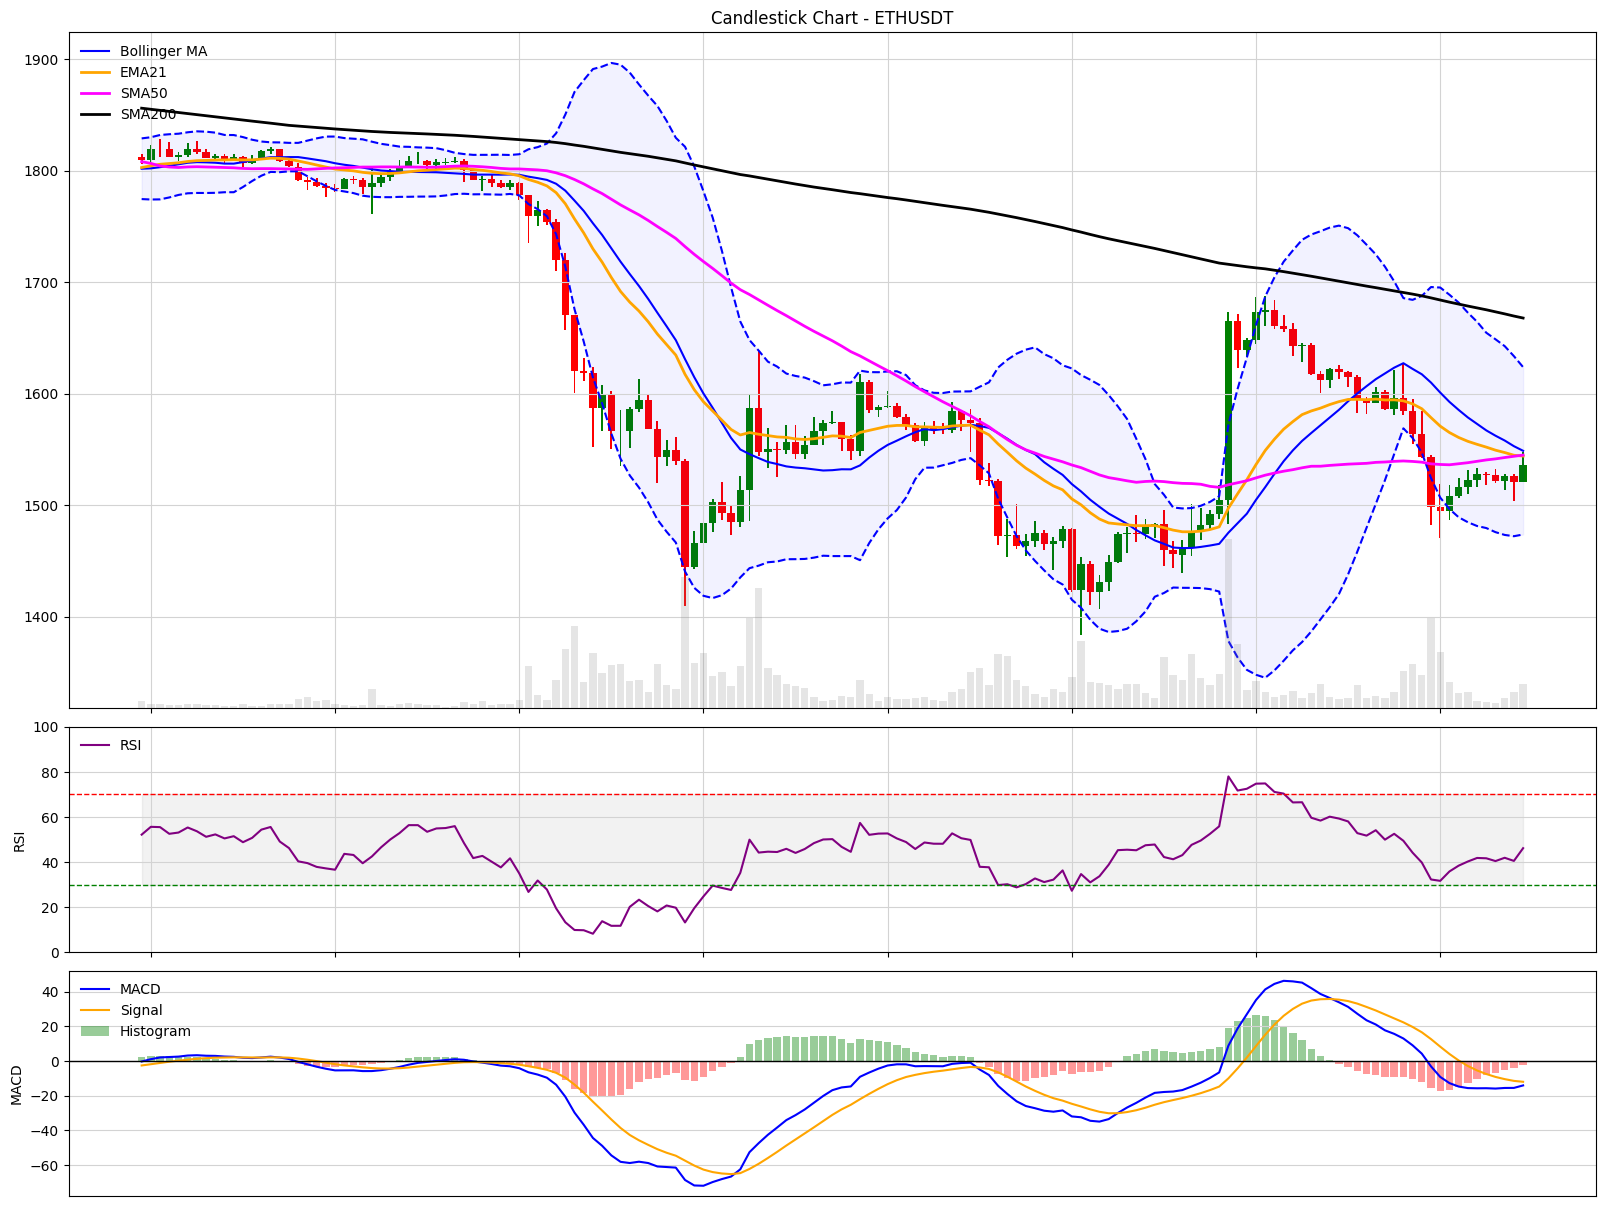 Candlestick Chart - ETHUSDT
Bollinger MA
EMA21
SMA50
SMA200
1900
1800
1700
1600
1500
1400
RSI
100
80
60
40
20
0
RSI
MACD
Signal
Histogram
40
20
0
−20
−40
−60
MACD